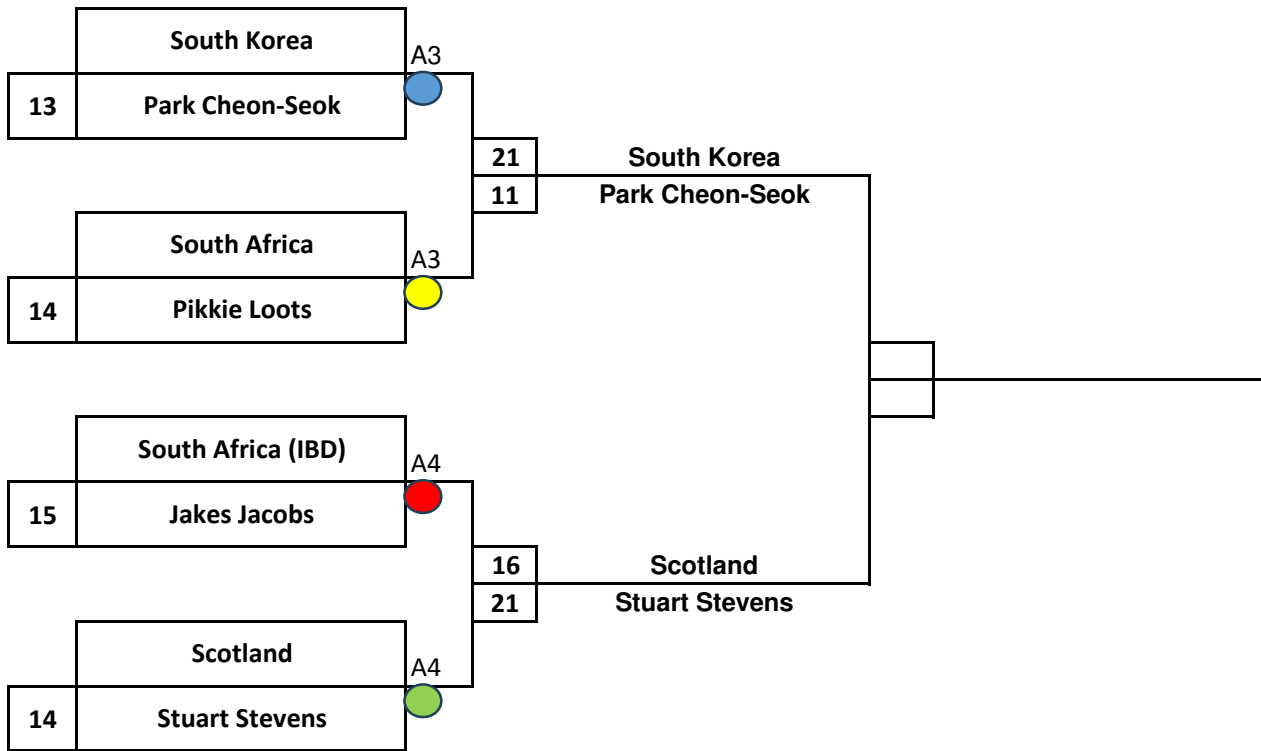 South Korea
A3
13
Park Cheon-Seok
21
South Korea
11
Park Cheon-Seok
South Africa
A3
14
Pikkie Loots
South Africa (IBD)
A4
15
Jakes Jacobs
16
Scotland
21
Stuart Stevens
Scotland
A4
14
Stuart Stevens